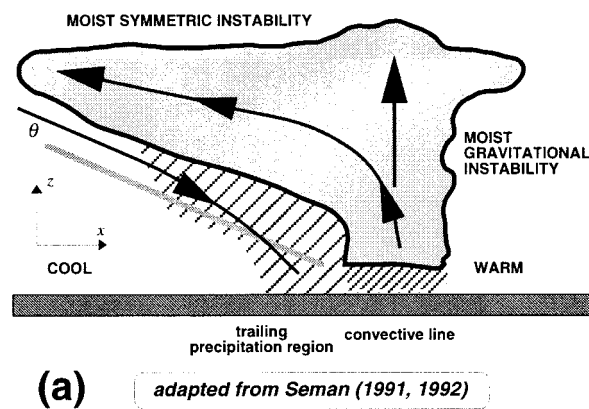 MOIST SYMMETRIC INSTABILITY
θ
MOIST
GRAVITATIONAL
INSTABILITY
z
x
COOL
WARM
trailing
precipitation region
convective line
(a)
adapted from Seman (1991, 1992)